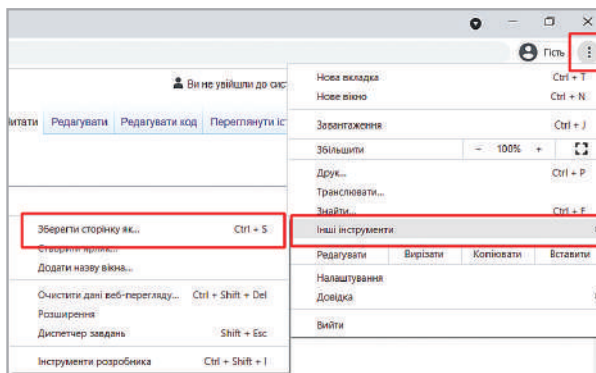 Гість
Ви не увійшли до сис
итати Редагувати Редагувати код Переглянути іс
Нова вкладка Ctrl + T
Нове вікно Ctrl + N
Завантаження Ctrl + J
Збільшити - 100% +
Друк... Ctrl + P
Транслювати...
Знайти... Ctrl + F
Інші інструменти
Редагувати Вирізати Копіювати Вставити
Налаштування
Довідка
Вийти
Зберегти сторінку як... Ctrl + S
Створити ярлик...
Додати назву вікна...
Очистити дані веб-перегляду... Ctrl + Shift + Del
Розширення
Диспетчер завдань Shift + Esc
Інструменти розробника Ctrl + Shift + I